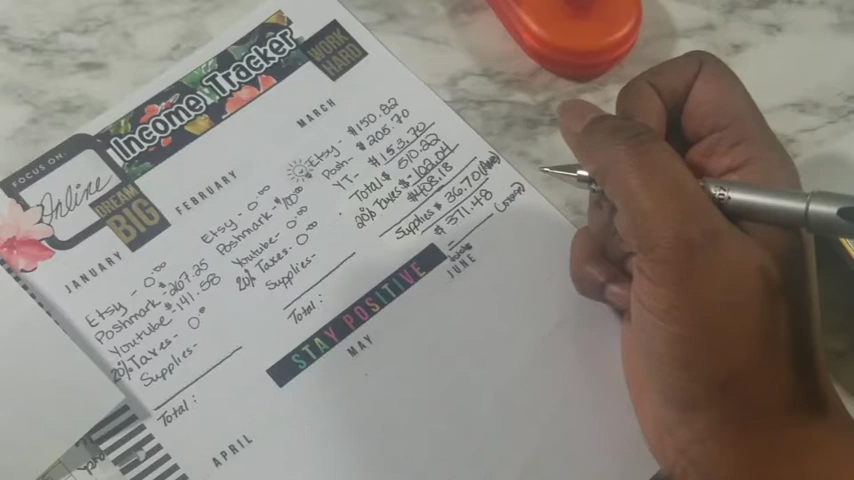 FOCUS ON:
Online
Income Tracker
WORK HARD
DREAM BIG
JANUARY
Etsy - 0.00
Poshmark - $267.25
Youtube - 141.58
20% Taxes - 0.00
Supplies -
Total:
FEBRUARY
Etsy - 0.00
Poshmark - $100.00
Youtube - 0.00
20% Taxes - 0.00
Supplies -
Total:
MARCH
Etsy - $150.82
Posh - $205.70
YT - $153.70
Total $ 510.22
20% Taxes $ - 102.04
$408.18
Supplies $ 36.70
$ 371.48
STAY POSITIVE
APRIL
MAY
JUNE